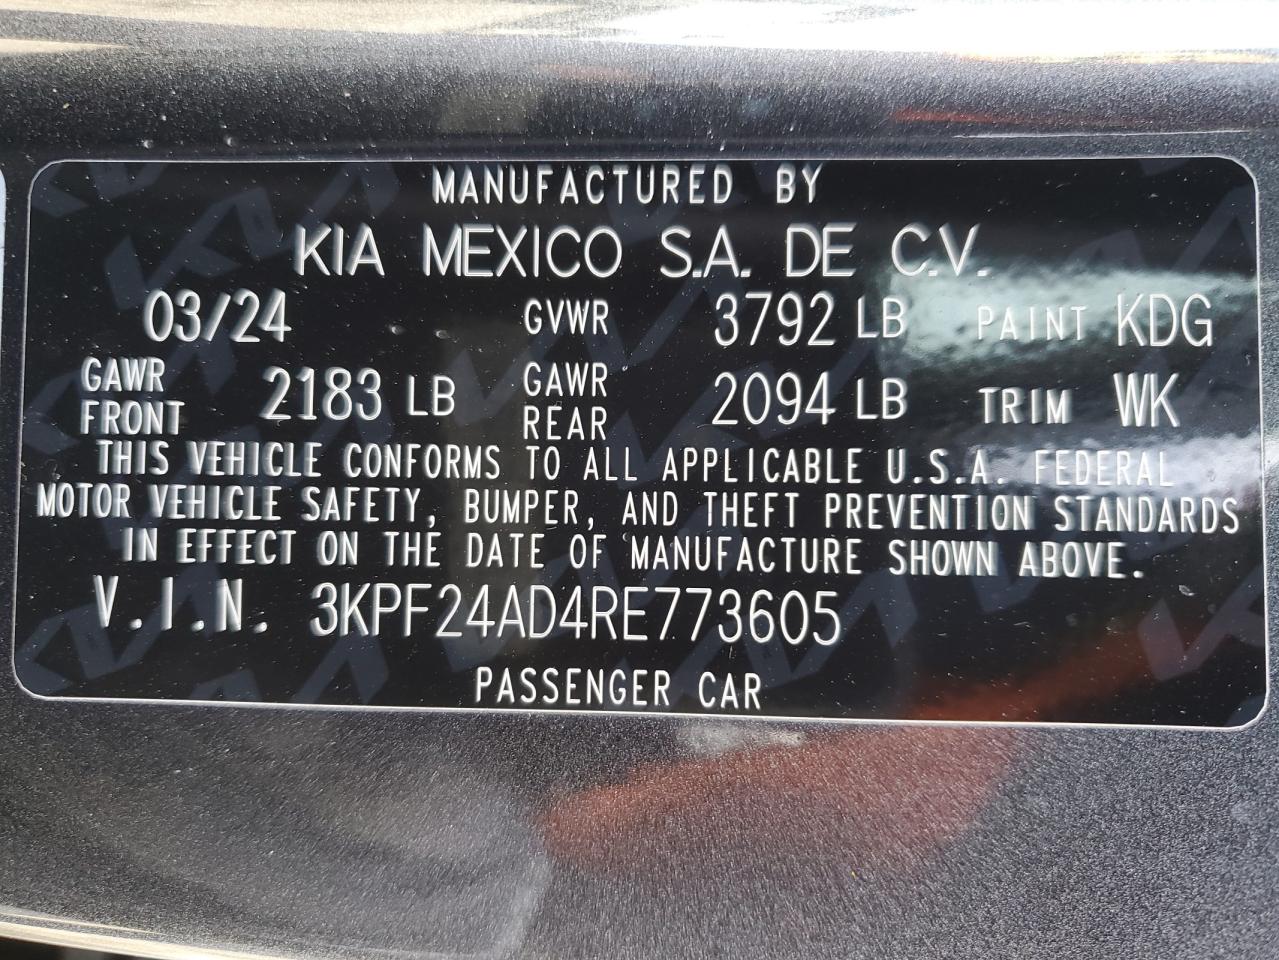 MANUFACTURED BY
KIA MEXICO S.A. DE C.V.
03/24 GVWR 3792 LB PAINT KDG
GAWR FRONT 2183 LB GAWR REAR 2094 LB TRIM WK
THIS VEHICLE CONFORMS TO ALL APPLICABLE U.S.A. FEDERAL
MOTOR VEHICLE SAFETY, BUMPER, AND THEFT PREVENTION STANDARDS
IN EFFECT ON THE DATE OF MANUFACTURE SHOWN ABOVE.
V.I.N. 3KPF24AD4RE773605
PASSENGER CAR